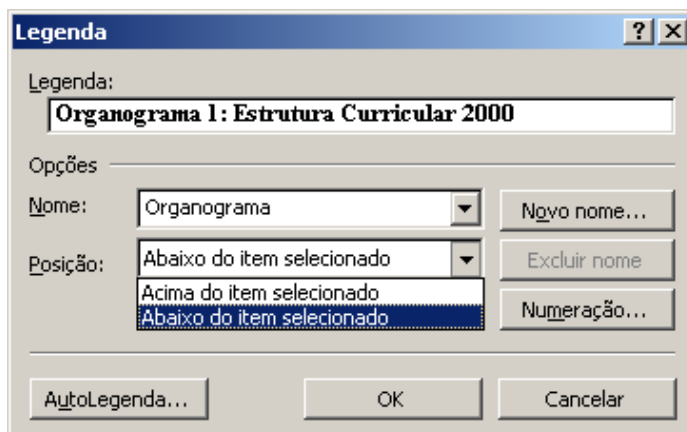 Legenda
Legenda:
Organograma 1: Estrutura Curricular 2000
Opções
Nome: Organograma Novo nome...
Posição: Abaixo do item selecionado Excluir nome
Acima do item selecionado
Abaixo do item selecionado Numeração...
AutoLegenda... OK Cancelar